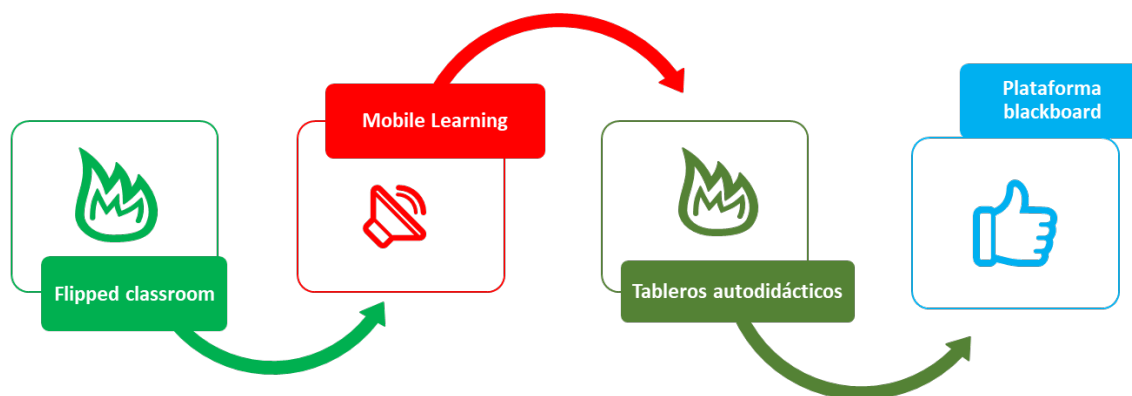 Flipped classroom
Mobile Learning
Tableros autodidácticos
Plataforma
blackboard